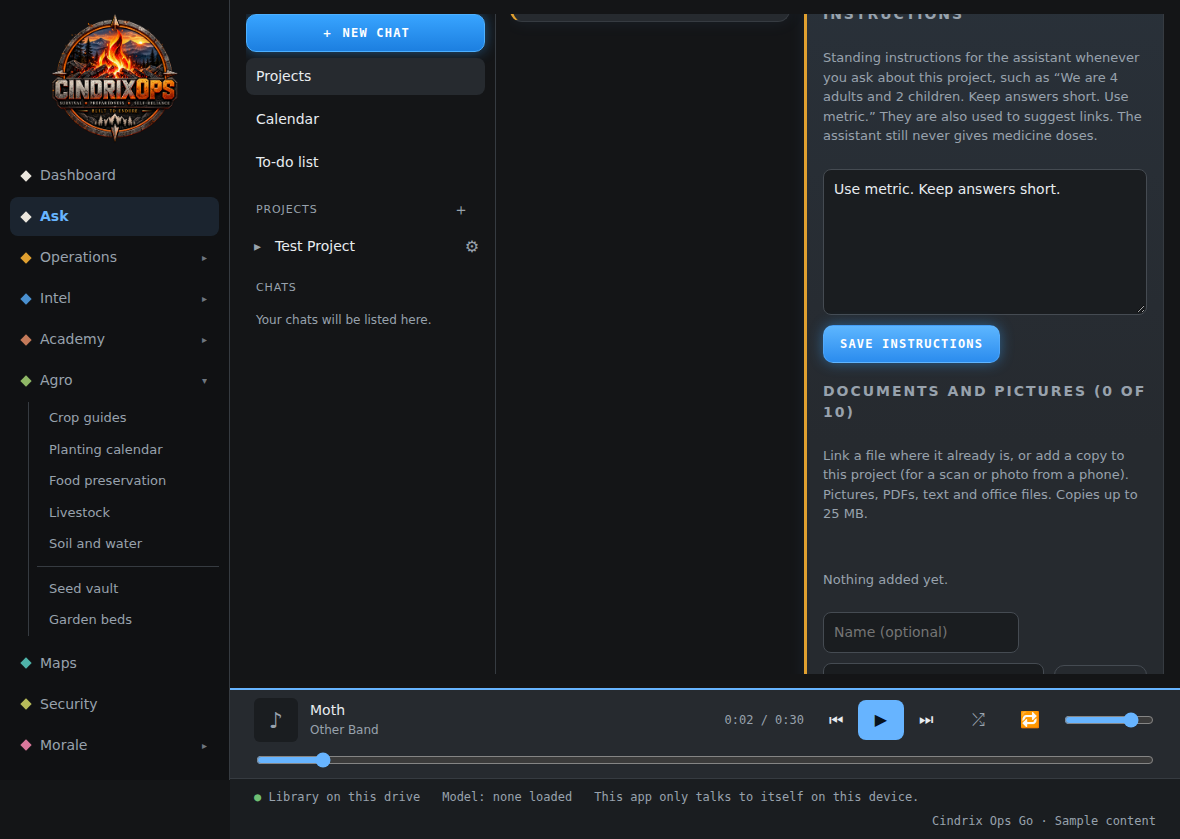 CINDRIXOPS
SURVIVAL • PREPAREDNESS • SELF-RELIANCE
BUILT TO ENDURE
Dashboard
Ask
Operations
Intel
Academy
Agro
Crop guides
Planting calendar
Food preservation
Livestock
Soil and water
Seed vault
Garden beds
Maps
Security
Morale
+ NEW CHAT
Projects
Calendar
To-do list
PROJECTS +
Test Project
CHATS
Your chats will be listed here.
INSTRUCTIONS
Standing instructions for the assistant whenever
you ask about this project, such as “We are 4
adults and 2 children. Keep answers short. Use
metric.” They are also used to suggest links. The
assistant still never gives medicine doses.
Use metric. Keep answers short.
SAVE INSTRUCTIONS
DOCUMENTS AND PICTURES (0 OF
10)
Link a file where it already is, or add a copy to
this project (for a scan or photo from a phone).
Pictures, PDFs, text and office files. Copies up to
25 MB.
Nothing added yet.
Name (optional)
Moth
Other Band
0:02 / 0:30
Library on this drive Model: none loaded This app only talks to itself on this device.
Cindrix Ops Go · Sample content